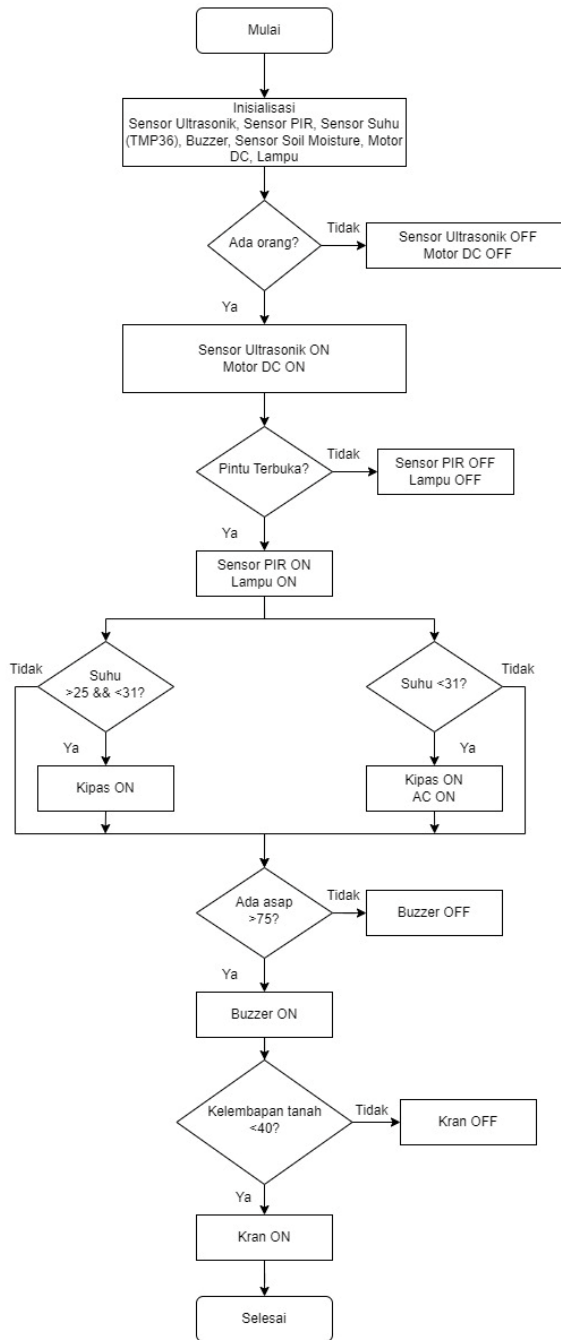 Mulai
Inisialisasi
Sensor Ultrasonik, Sensor PIR, Sensor Suhu
(TMP36), Buzzer, Sensor Soil Moisture, Motor
DC, Lampu
Ada orang?
Tidak
Sensor Ultrasonik OFF
Motor DC OFF
Ya
Sensor Ultrasonik ON
Motor DC ON
Pintu Terbuka?
Tidak
Sensor PIR OFF
Lampu OFF
Ya
Sensor PIR ON
Lampu ON
Tidak
Suhu
>25 && <31?
Ya
Kipas ON
Suhu <31?
Tidak
Ya
Kipas ON
AC ON
Ada asap
>75?
Tidak
Buzzer OFF
Ya
Buzzer ON
Kelembapan tanah
<40?
Tidak
Kran OFF
Ya
Kran ON
Selesai